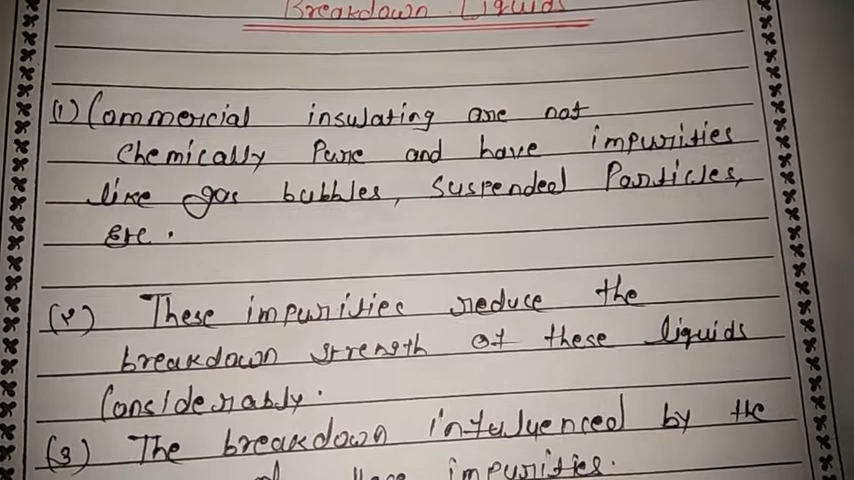 Breakdown Liquids
(1) Commercial insulating are not
chemically Pure and have impurities
like gas bubbles, suspended Particles,
etc.
(२) These impurities reduce the
breakdown strength of these liquids
Considerably.
(3) The breakdown influenced by the
impurities.